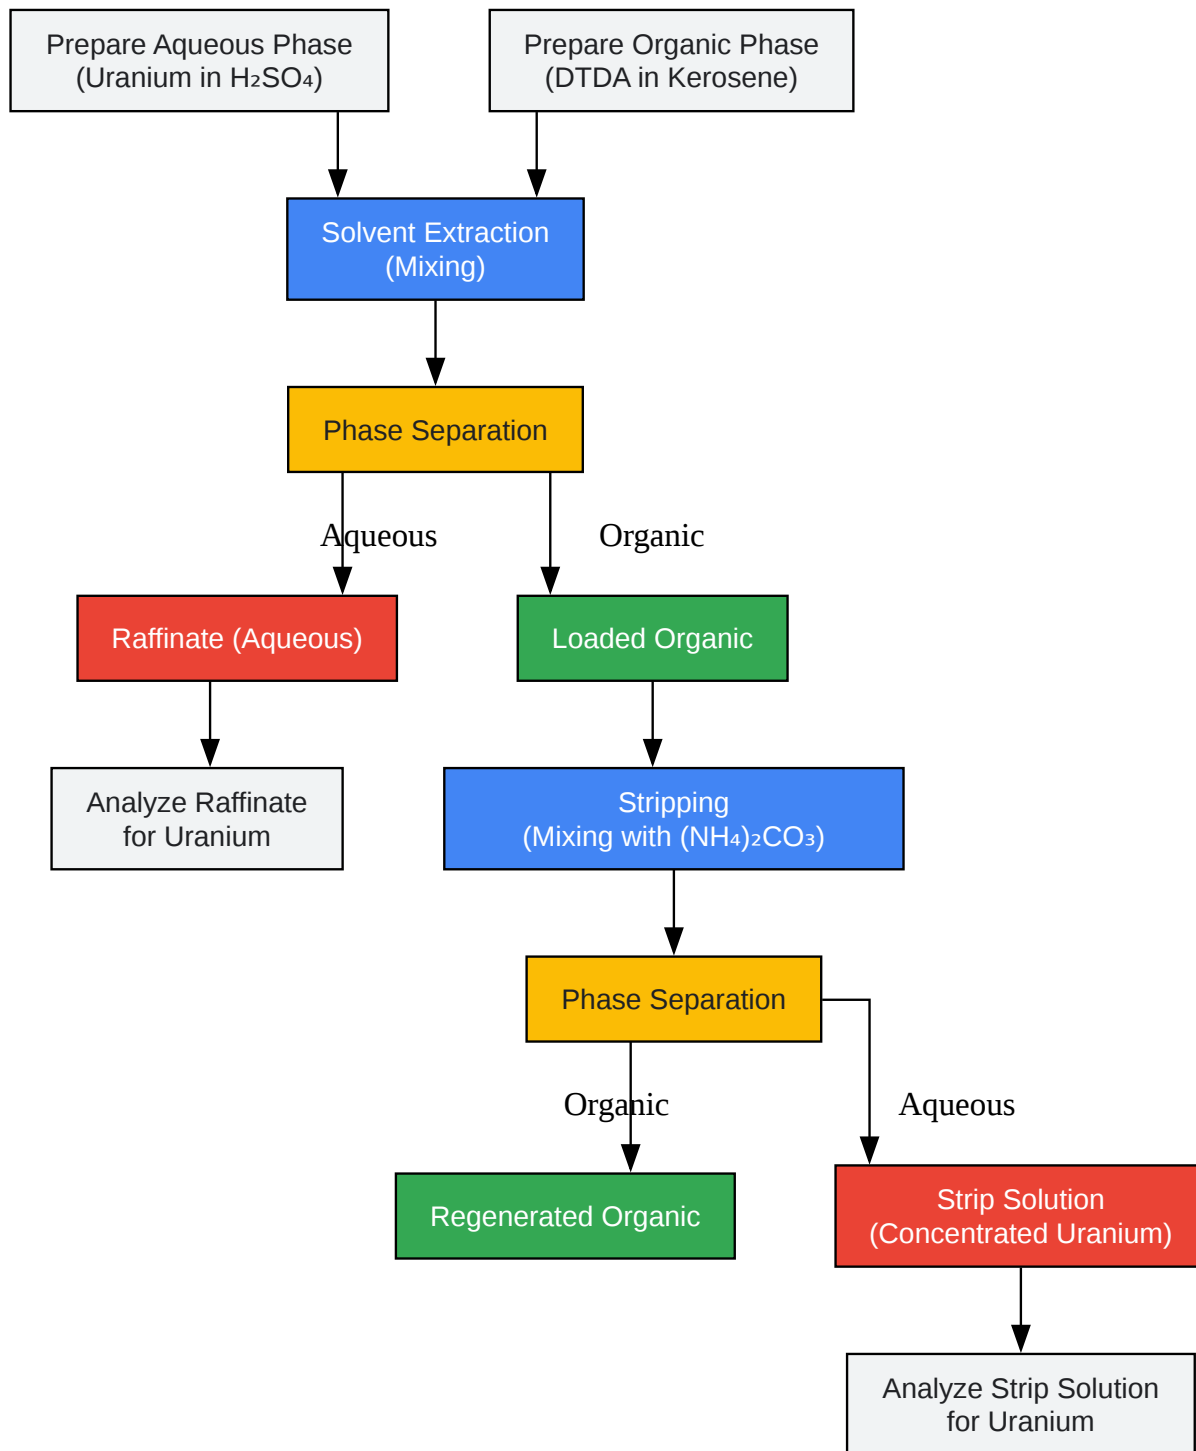 Prepare Aqueous Phase
(Uranium in H₂SO₄)
Prepare Organic Phase
(DTDA in Kerosene)
Solvent Extraction
(Mixing)
Phase Separation
Aqueous
Organic
Raffinate (Aqueous)
Loaded Organic
Analyze Raffinate
for Uranium
Stripping
(Mixing with (NH₄)₂CO₃)
Phase Separation
Organic
Aqueous
Regenerated Organic
Strip Solution
(Concentrated Uranium)
Analyze Strip Solution
for Uranium